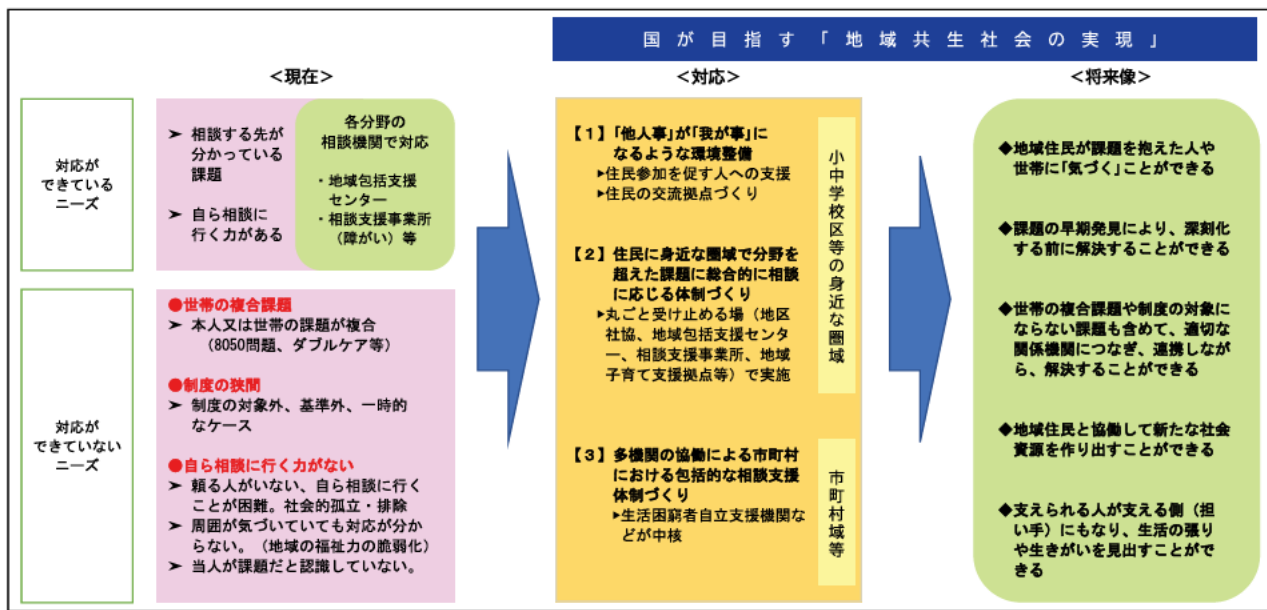 国が目指す「地域共生社会の実現」
＜現在＞
＜対応＞
＜将来像＞
対応が
できている
ニーズ
➤ 相談する先が
分かっている
課題
➤ 自ら相談に
行く力がある
各分野の
相談機関で対応
・地域包括支援
センター
・相談支援事業所
（障がい）等
対応が
できていない
ニーズ
●世帯の複合課題
➤ 本人又は世帯の課題が複合
（8050問題、ダブルケア等）
●制度の狭間
➤ 制度の対象外、基準外、一時的
なケース
●自ら相談に行く力がない
➤ 頼る人がいない、自ら相談に行く
ことが困難。社会的孤立・排除
➤ 周囲が気づいていても対応が分か
らない。（地域の福祉力の脆弱化）
➤ 当人が課題だと認識していない。
【１】「他人事」が「我が事」に
なるような環境整備
▸住民参加を促す人への支援
▸住民の交流拠点づくり
【２】住民に身近な圏域で分野を
超えた課題に総合的に相談
に応じる体制づくり
▸丸ごと受け止める場（地区
社協、地域包括支援センタ
ー、相談支援事業所、地域
子育て支援拠点等）で実施
小中学校区等の身近な圏域
【３】多機関の協働による市町村
における包括的な相談支援
体制づくり
▸生活困窮者自立支援機関な
どが中核
市町村域等
◆地域住民が課題を抱えた人や
世帯に「気づく」ことができる
◆課題の早期発見により、深刻化
する前に解決することができる
◆世帯の複合課題や制度の対象に
ならない課題も含めて、適切な
関係機関につなぎ、連携しなが
ら、解決することができる
◆地域住民と協働して新たな社会
資源を作り出すことができる
◆支えられる人が支える側（担
い手）にもなり、生活の張り
や生きがいを見出すことがで
きる